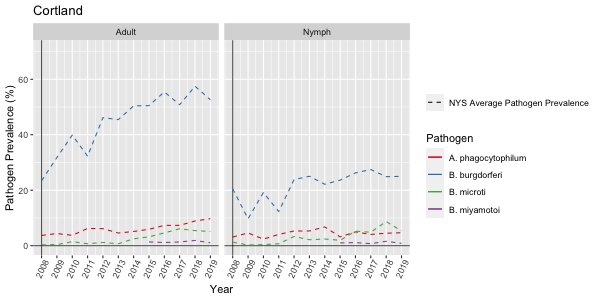 Cortland
Adult
Nymph
Pathogen Prevalence (%)
60
40
20
0
2008 2009 2010 2011 2012 2013 2014 2015 2016 2017 2018 2019
2008 2009 2010 2011 2012 2013 2014 2015 2016 2017 2018 2019
Year
NYS Average Pathogen Prevalence
Pathogen
A. phagocytophilum
B. burgdorferi
B. microti
B. miyamotoi